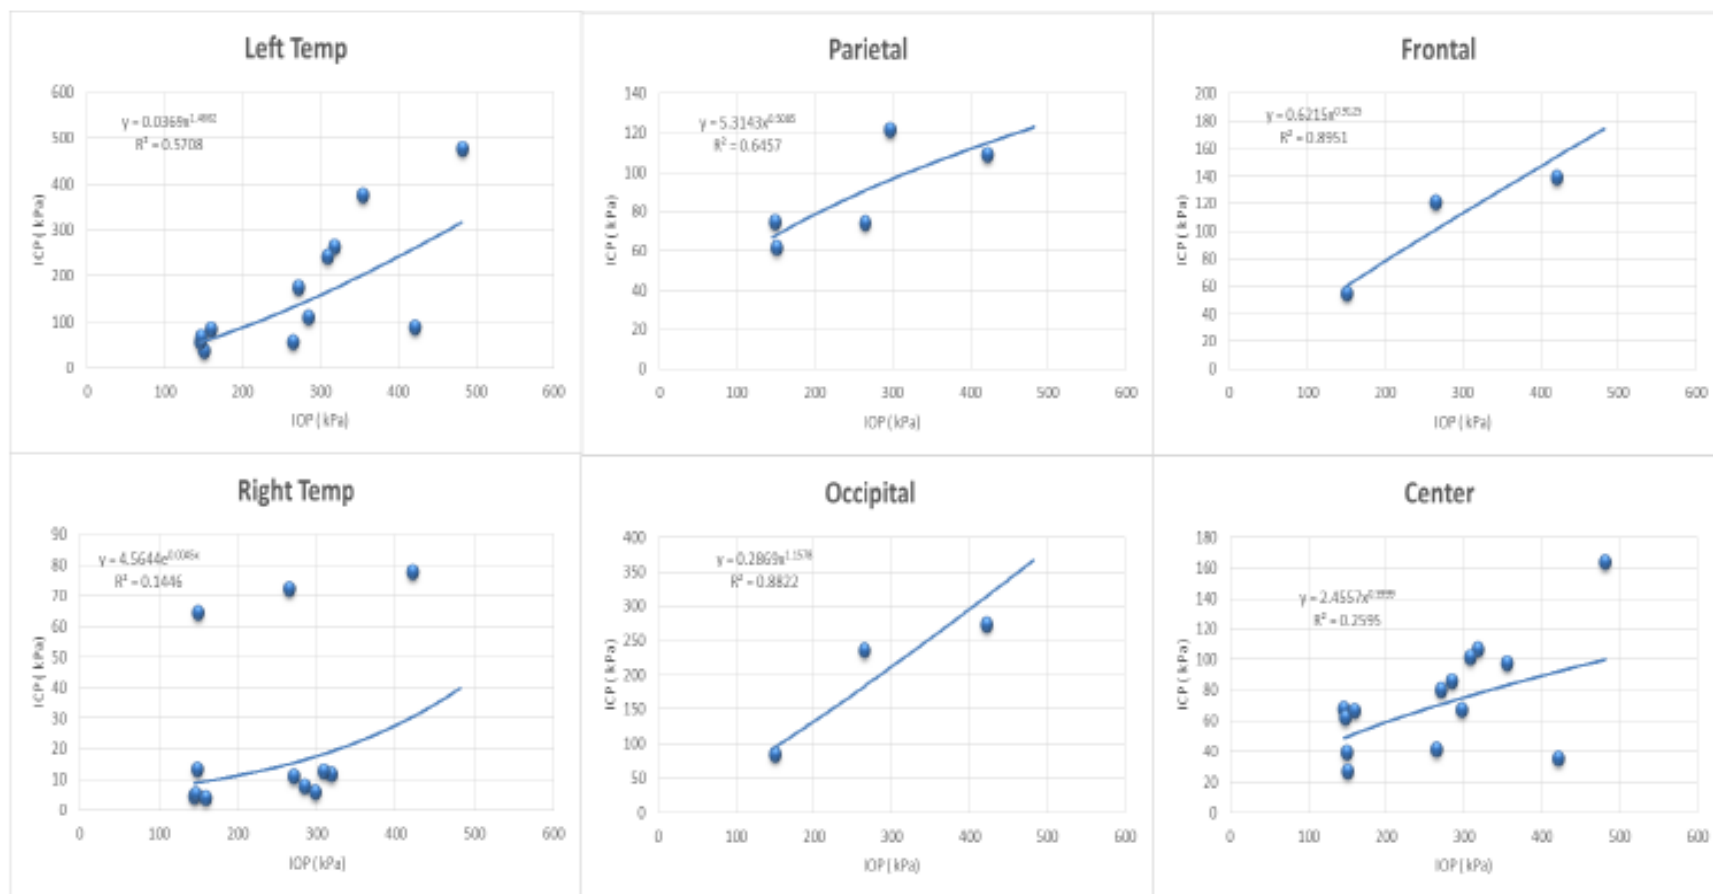 Left Temp
600
500
400
300
200
100
0
ICP ( kPa)
R² = 0.5708
0 100 200 300 400 500 600
IOP ( kPa)
Parietal
140
120
100
80
60
40
20
0
ICP ( kPa)
R² = 0.6457
0 100 200 300 400 500 600
IOP ( kPa)
Frontal
200
180
160
140
120
100
80
60
40
20
0
ICP ( kPa)
R² = 0.8951
0 100 200 300 400 500 600
IOP ( kPa)
Right Temp
90
80
70
60
50
40
30
20
10
0
ICP ( kPa)
R² = 0.1446
0 100 200 300 400 500 600
IOP ( kPa)
Occipital
400
350
300
250
200
150
100
50
0
ICP ( kPa)
R² = 0.8822
0 100 200 300 400 500 600
IOP ( kPa)
Center
180
160
140
120
100
80
60
40
20
0
ICP ( kPa)
R² = 0.2595
0 100 200 300 400 500 600
IOP ( kPa)